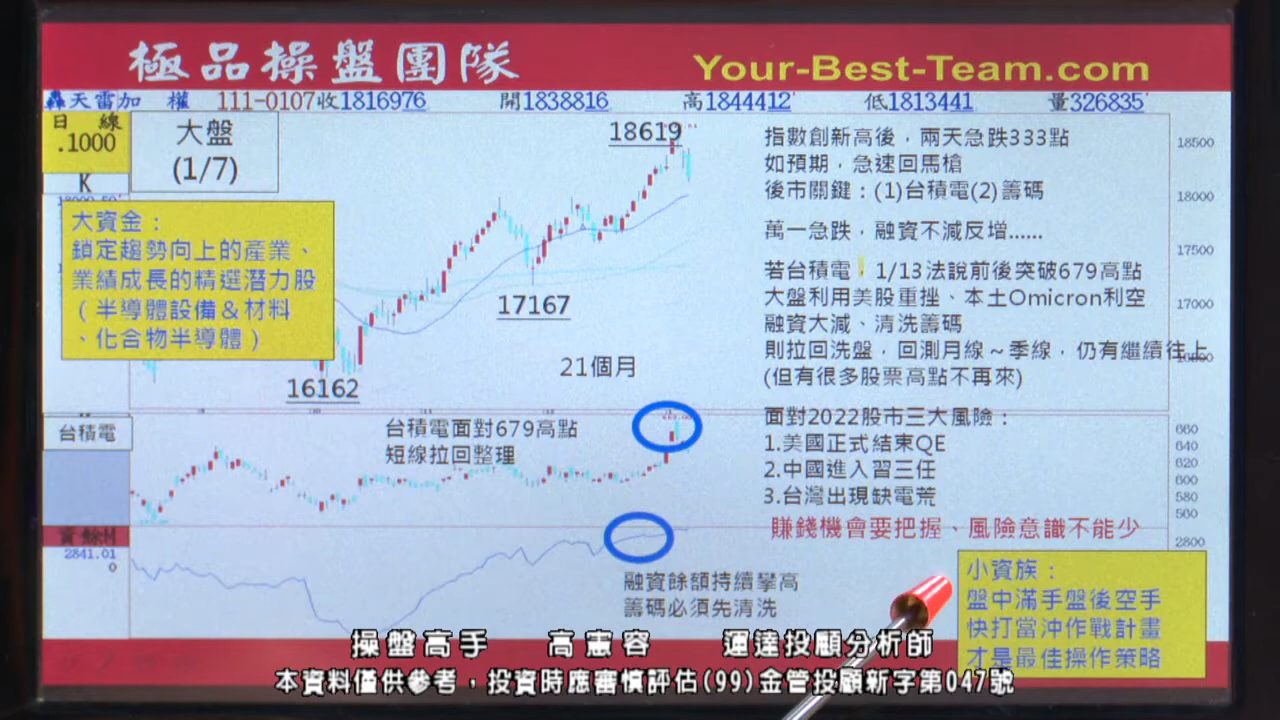 極品操盤團隊
Your-Best-Team.com
轟天雷加 權 111-0107收1816976 開1838816 高1844412 低1813441 量326835
日線
.1000
K
大盤
(1/7)
18619
17167
16162
21個月
18500
18000
17500
17000
大資金：
鎖定趨勢向上的產業、
業績成長的精選潛力股
（半導體設備＆材料
、化合物半導體）
指數創新高後，兩天急跌333點
如預期，急速回馬槍
後市關鍵：(1)台積電(2)籌碼
萬一急跌，融資不減反增......
若台積電 1/13法說前後突破679高點
大盤利用美股重挫、本土Omicron利空
融資大減、清洗籌碼
則拉回洗盤，回測月線～季線，仍有繼續往上
(但有很多股票高點不再來)
面對2022股市三大風險：
1.美國正式結束QE
2.中國進入習三任
3.台灣出現缺電荒
賺錢機會要把握、風險意識不能少
台積電
台積電面對679高點
短線拉回整理
660
640
620
600
580
560
資餘材
2841.01
0
2800
融資餘額持續攀高
籌碼必須先清洗
小資族：
盤中滿手盤後空手
快打當沖作戰計畫
才是最佳操作策略
操盤高手 高憲容 運達投顧分析師
本資料僅供參考，投資時應審慎評估(99)金管投顧新字第047號